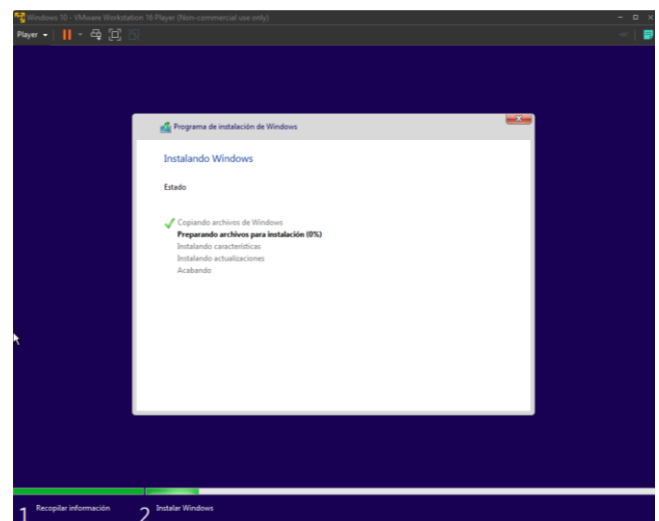 Windows 10 - VMware Workstation 16 Player (Non-commercial use only)
Player
Programa de instalación de Windows
Instalando Windows
Estado
Copiando archivos de Windows
Preparando archivos para instalación (0%)
Instalando características
Instalando actualizaciones
Acabando
1 Recopilar información 2 Instalar Windows